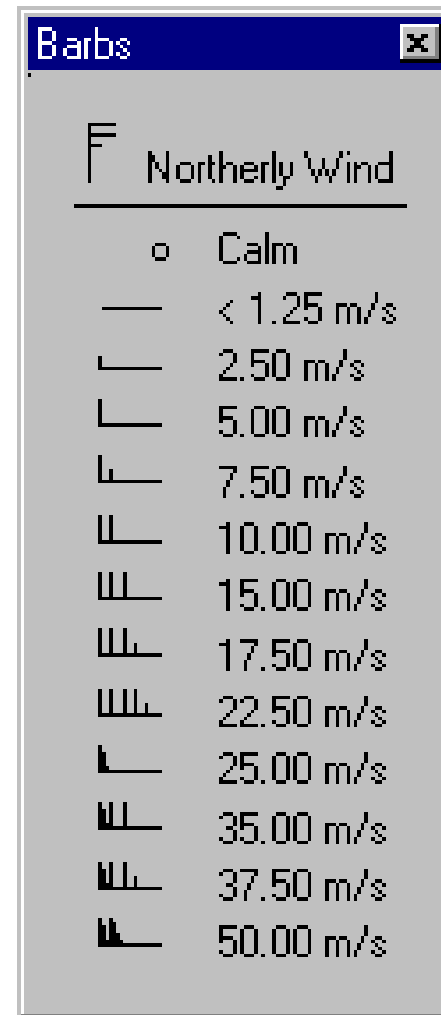 Barbs
Northerly Wind
Calm
< 1.25 m/s
2.50 m/s
5.00 m/s
7.50 m/s
10.00 m/s
15.00 m/s
17.50 m/s
22.50 m/s
25.00 m/s
35.00 m/s
37.50 m/s
50.00 m/s